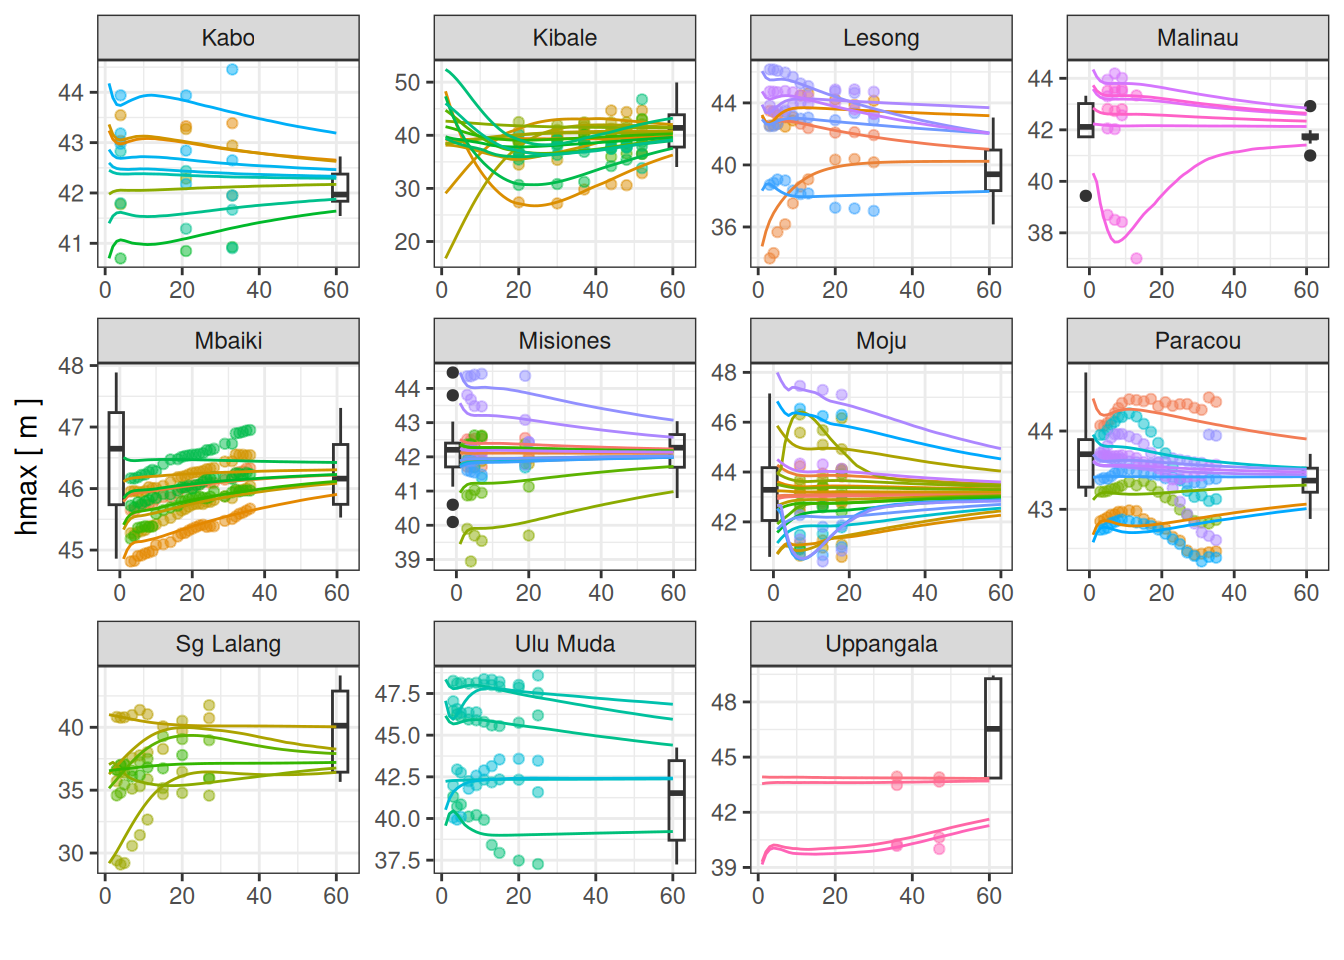 Kabo Kibale Lesong Malinau
44 50 44 44
43 40 40 42
42 30 36 40
41 20 38
0 20 40 60 0 20 40 60 0 20 40 60 0 20 40 60
Mbaiki Misiones Moju Paracou
48 44 48 44
47 43 46 43
46 42 44
45 41 42
40
39
0 20 40 60 0 20 40 60 0 20 40 60 0 20 40 60
hmax [ m ]
Sg Lalang Ulu Muda Uppangala
40 47.5 48
35 45.0 45
30 42.5 42
40.0 39
37.5
0 20 40 60 0 20 40 60 0 20 40 60